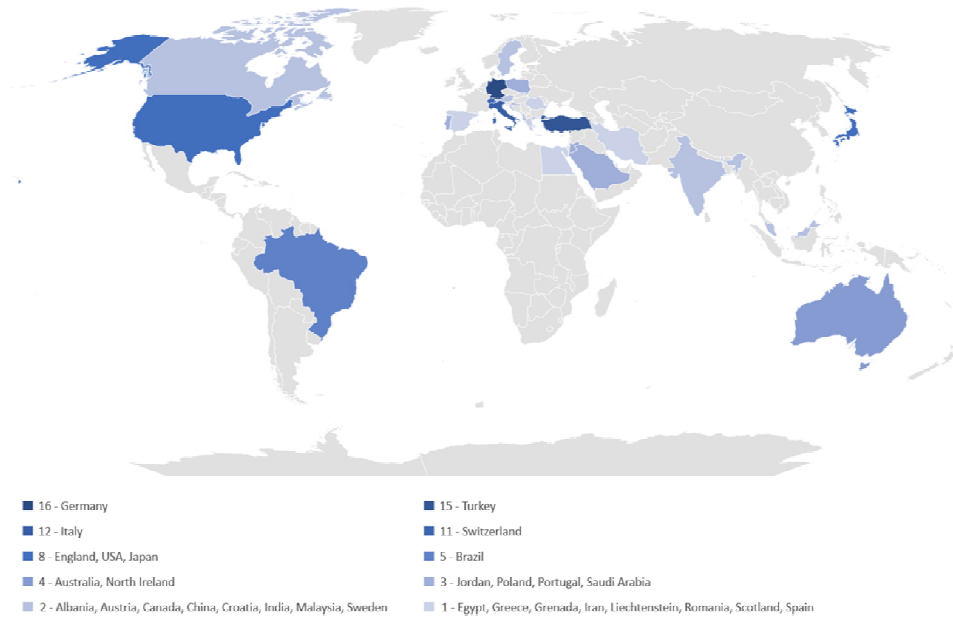 16 - Germany
15 - Turkey
12 - Italy
11 - Switzerland
8 - England, USA, Japan
5 - Brazil
4 - Australia, North Ireland
3 - Jordan, Poland, Portugal, Saudi Arabia
2 - Albania, Austria, Canada, China, Croatia, India, Malaysia, Sweden
1 - Egypt, Greece, Grenada, Iran, Liechtenstein, Romania, Scotland, Spain